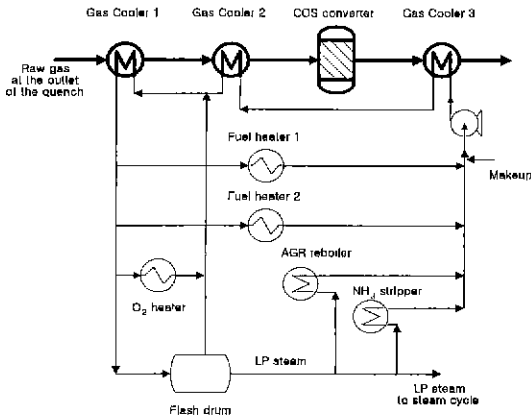 Gas Cooler 1
Gas Cooler 2
COS converter
Gas Cooler 3
Raw gas
at the outlet
of the quench
Fuel heater 1
Makeup
Fuel heater 2
AGR reboiler
NH3 stripper
O2 heater
LP steam
LP steam
to steam cycle
Flash drum